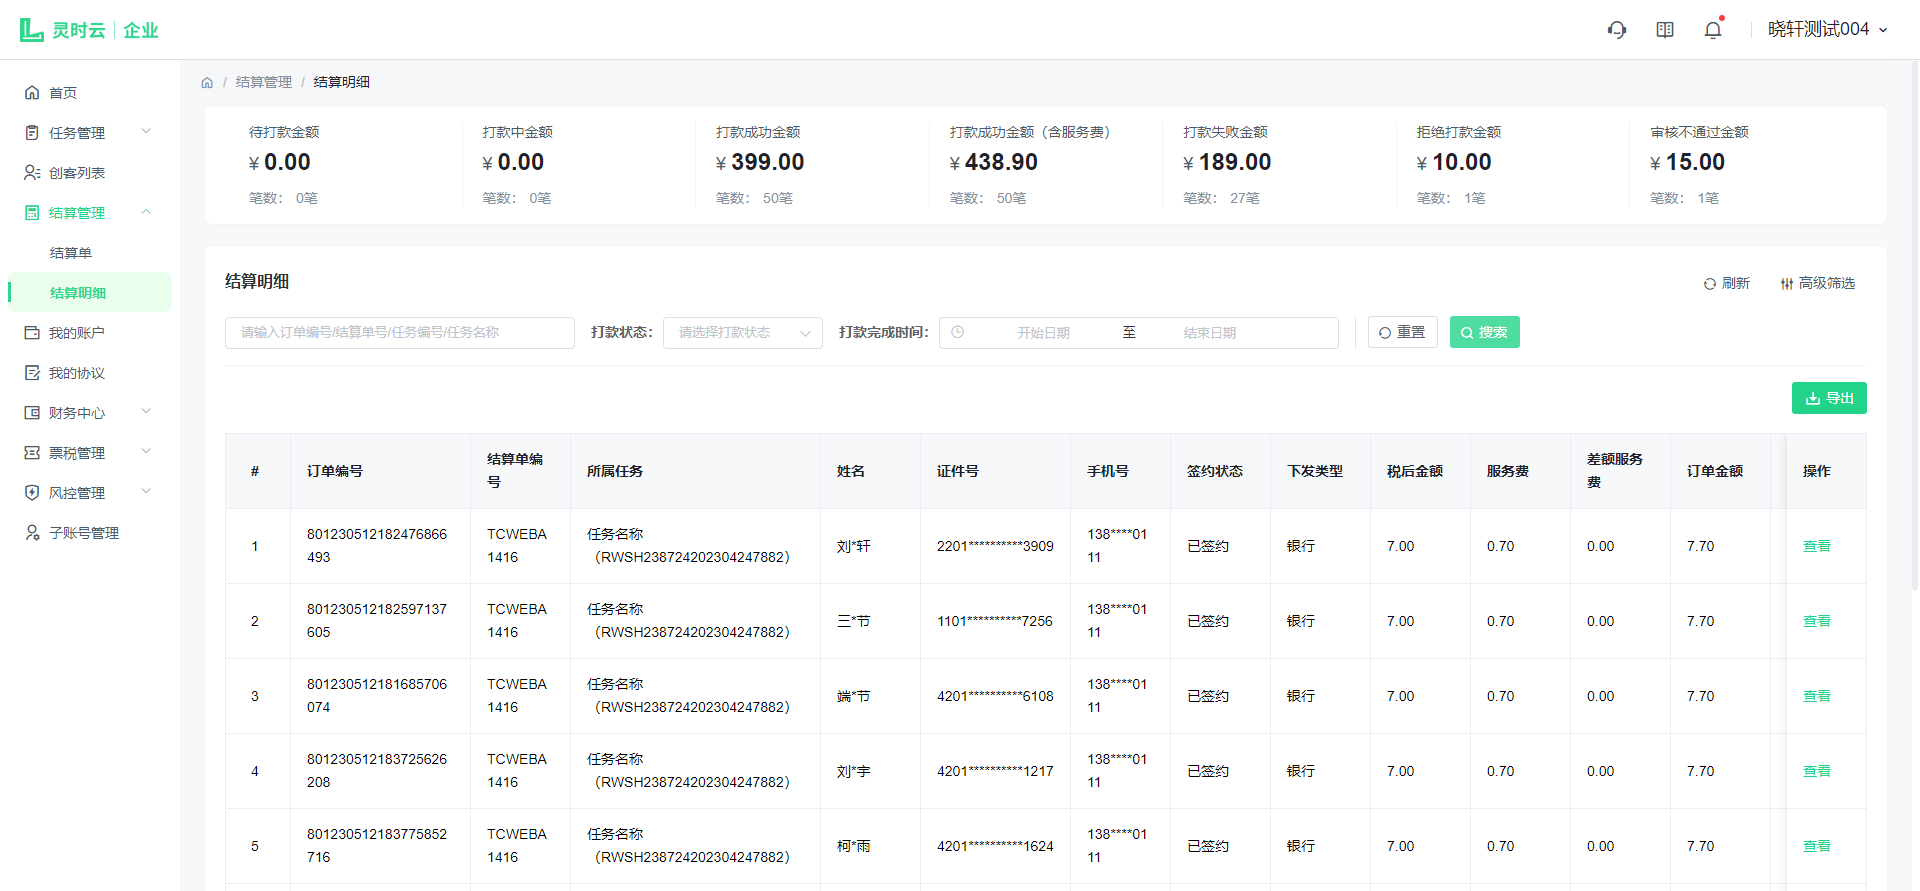 灵时云 | 企业
晓轩测试004
首页
任务管理
创客列表
结算管理
结算单
结算明细
我的账户
我的协议
财务中心
票税管理
风控管理
子账号管理
/ 结算管理 / 结算明细
待打款金额
¥ 0.00
笔数： 0笔
打款中金额
¥ 0.00
笔数： 0笔
打款成功金额
¥ 399.00
笔数： 50笔
打款成功金额（含服务费）
¥ 438.90
笔数： 50笔
打款失败金额
¥ 189.00
笔数： 27笔
拒绝打款金额
¥ 10.00
笔数： 1笔
审核不通过金额
¥ 15.00
笔数： 1笔
结算明细
刷新 高级筛选
请输入订单编号/结算单号/任务编号/任务名称 打款状态： 请选择打款状态 打款完成时间： 开始日期 至 结束日期 重置 搜索
导出
# 订单编号 结算单编号 所属任务 姓名 证件号 手机号 签约状态 下发类型 税后金额 服务费 差额服务费 订单金额 操作
1 801230512182476866493 TCWEBA1416 任务名称（RWSH238724202304247882） 刘*轩 2201**********3909 138****0111 已签约 银行 7.00 0.70 0.00 7.70 查看
2 801230512182597137605 TCWEBA1416 任务名称（RWSH238724202304247882） 三*节 1101**********7256 138****0111 已签约 银行 7.00 0.70 0.00 7.70 查看
3 801230512181685706074 TCWEBA1416 任务名称（RWSH238724202304247882） 端*节 4201**********6108 138****0111 已签约 银行 7.00 0.70 0.00 7.70 查看
4 801230512183725626208 TCWEBA1416 任务名称（RWSH238724202304247882） 刘*宇 4201**********1217 138****0111 已签约 银行 7.00 0.70 0.00 7.70 查看
5 801230512183775852716 TCWEBA1416 任务名称（RWSH238724202304247882） 柯*雨 4201**********1624 138****0111 已签约 银行 7.00 0.70 0.00 7.70 查看